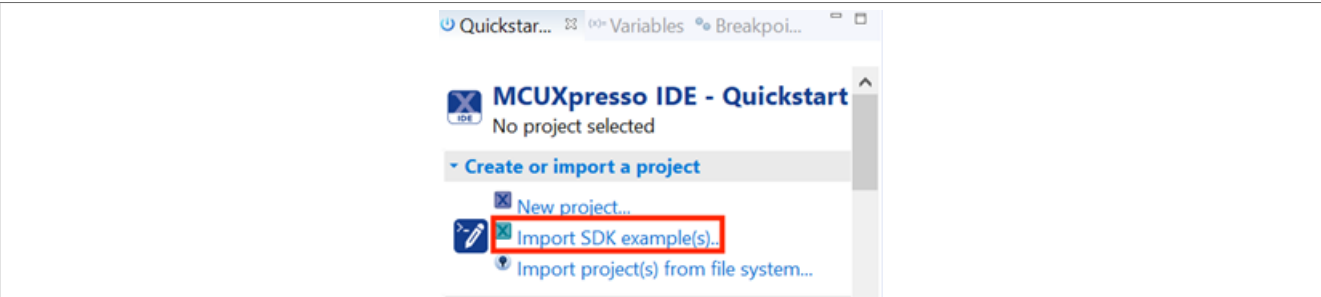 Quickstar... (x)= Variables Breakpoi...
MCUXpresso IDE - Quickstart
IDE
No project selected
Create or import a project
New project...
Import SDK example(s)..
Import project(s) from file system...